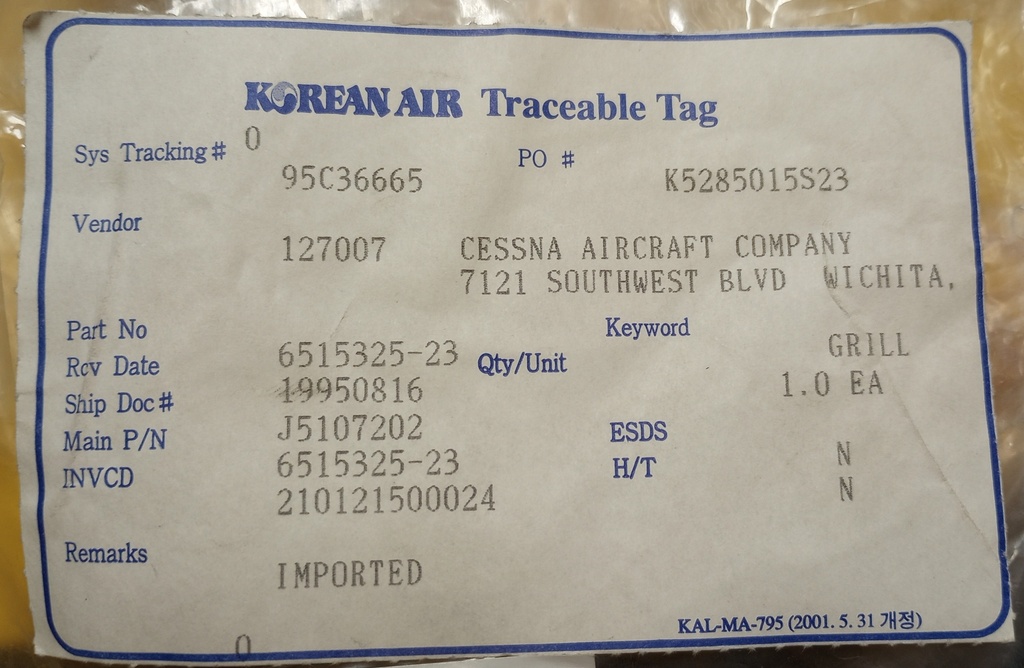 KOREAN AIR Traceable Tag
0
Sys Tracking# 95C36665 PO # K5285015S23
Vendor 127007 CESSNA AIRCRAFT COMPANY
7121 SOUTHWEST BLVD WICHITA,
Part No 6515325-23 Keyword GRILL
Rcv Date 19950816 Qty/Unit 1.0 EA
Ship Doc# J5107202
Main P/N 6515325-23 ESDS N
INVCD 210121500024 H/T N
Remarks IMPORTED
KAL-MA-795 (2001. 5. 31 개정)
0